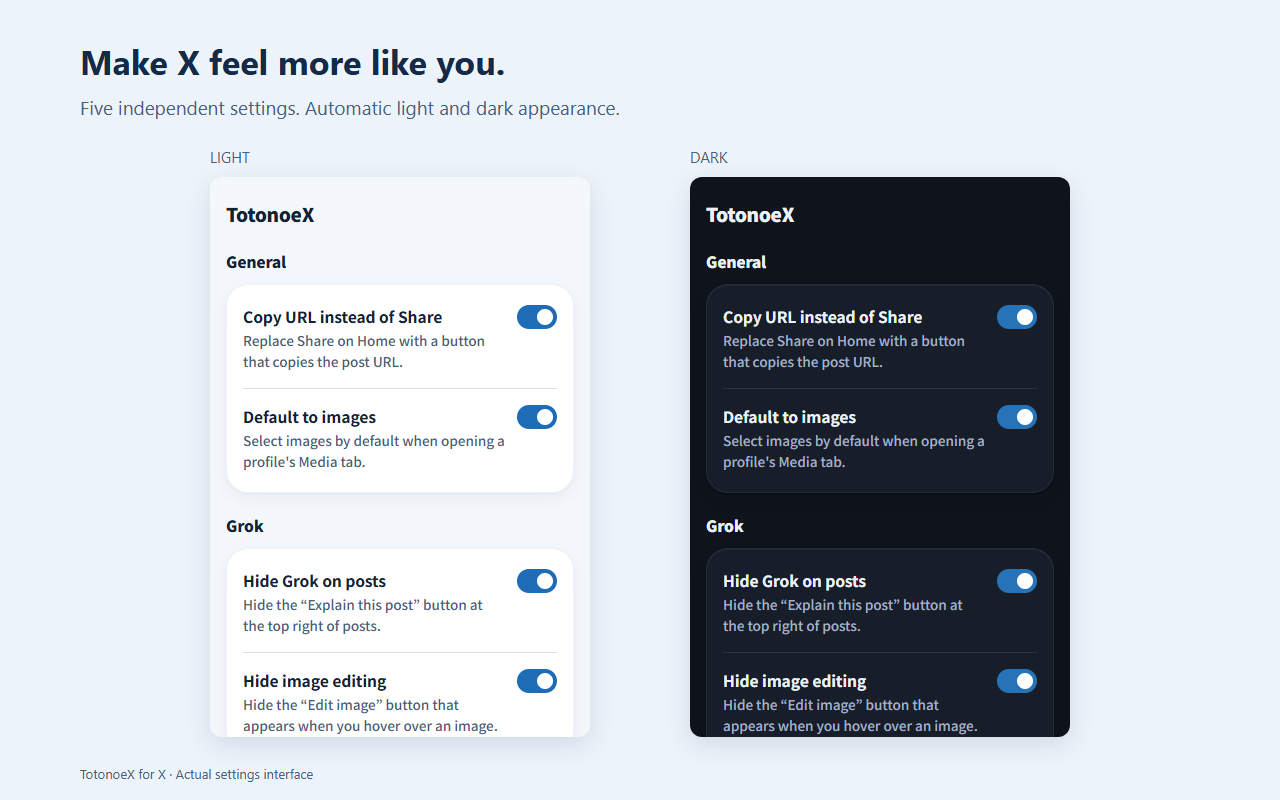 Make X feel more like you.
Five independent settings. Automatic light and dark appearance.
LIGHT
TotonoeX
General
Copy URL instead of Share
Replace Share on Home with a button
that copies the post URL.
Default to images
Select images by default when opening a
profile's Media tab.
Grok
Hide Grok on posts
Hide the “Explain this post” button at
the top right of posts.
Hide image editing
Hide the “Edit image” button that
appears when you hover over an image.
DARK
TotonoeX
General
Copy URL instead of Share
Replace Share on Home with a button
that copies the post URL.
Default to images
Select images by default when opening a
profile's Media tab.
Grok
Hide Grok on posts
Hide the “Explain this post” button at
the top right of posts.
Hide image editing
Hide the “Edit image” button that
appears when you hover over an image.
TotonoeX for X · Actual settings interface